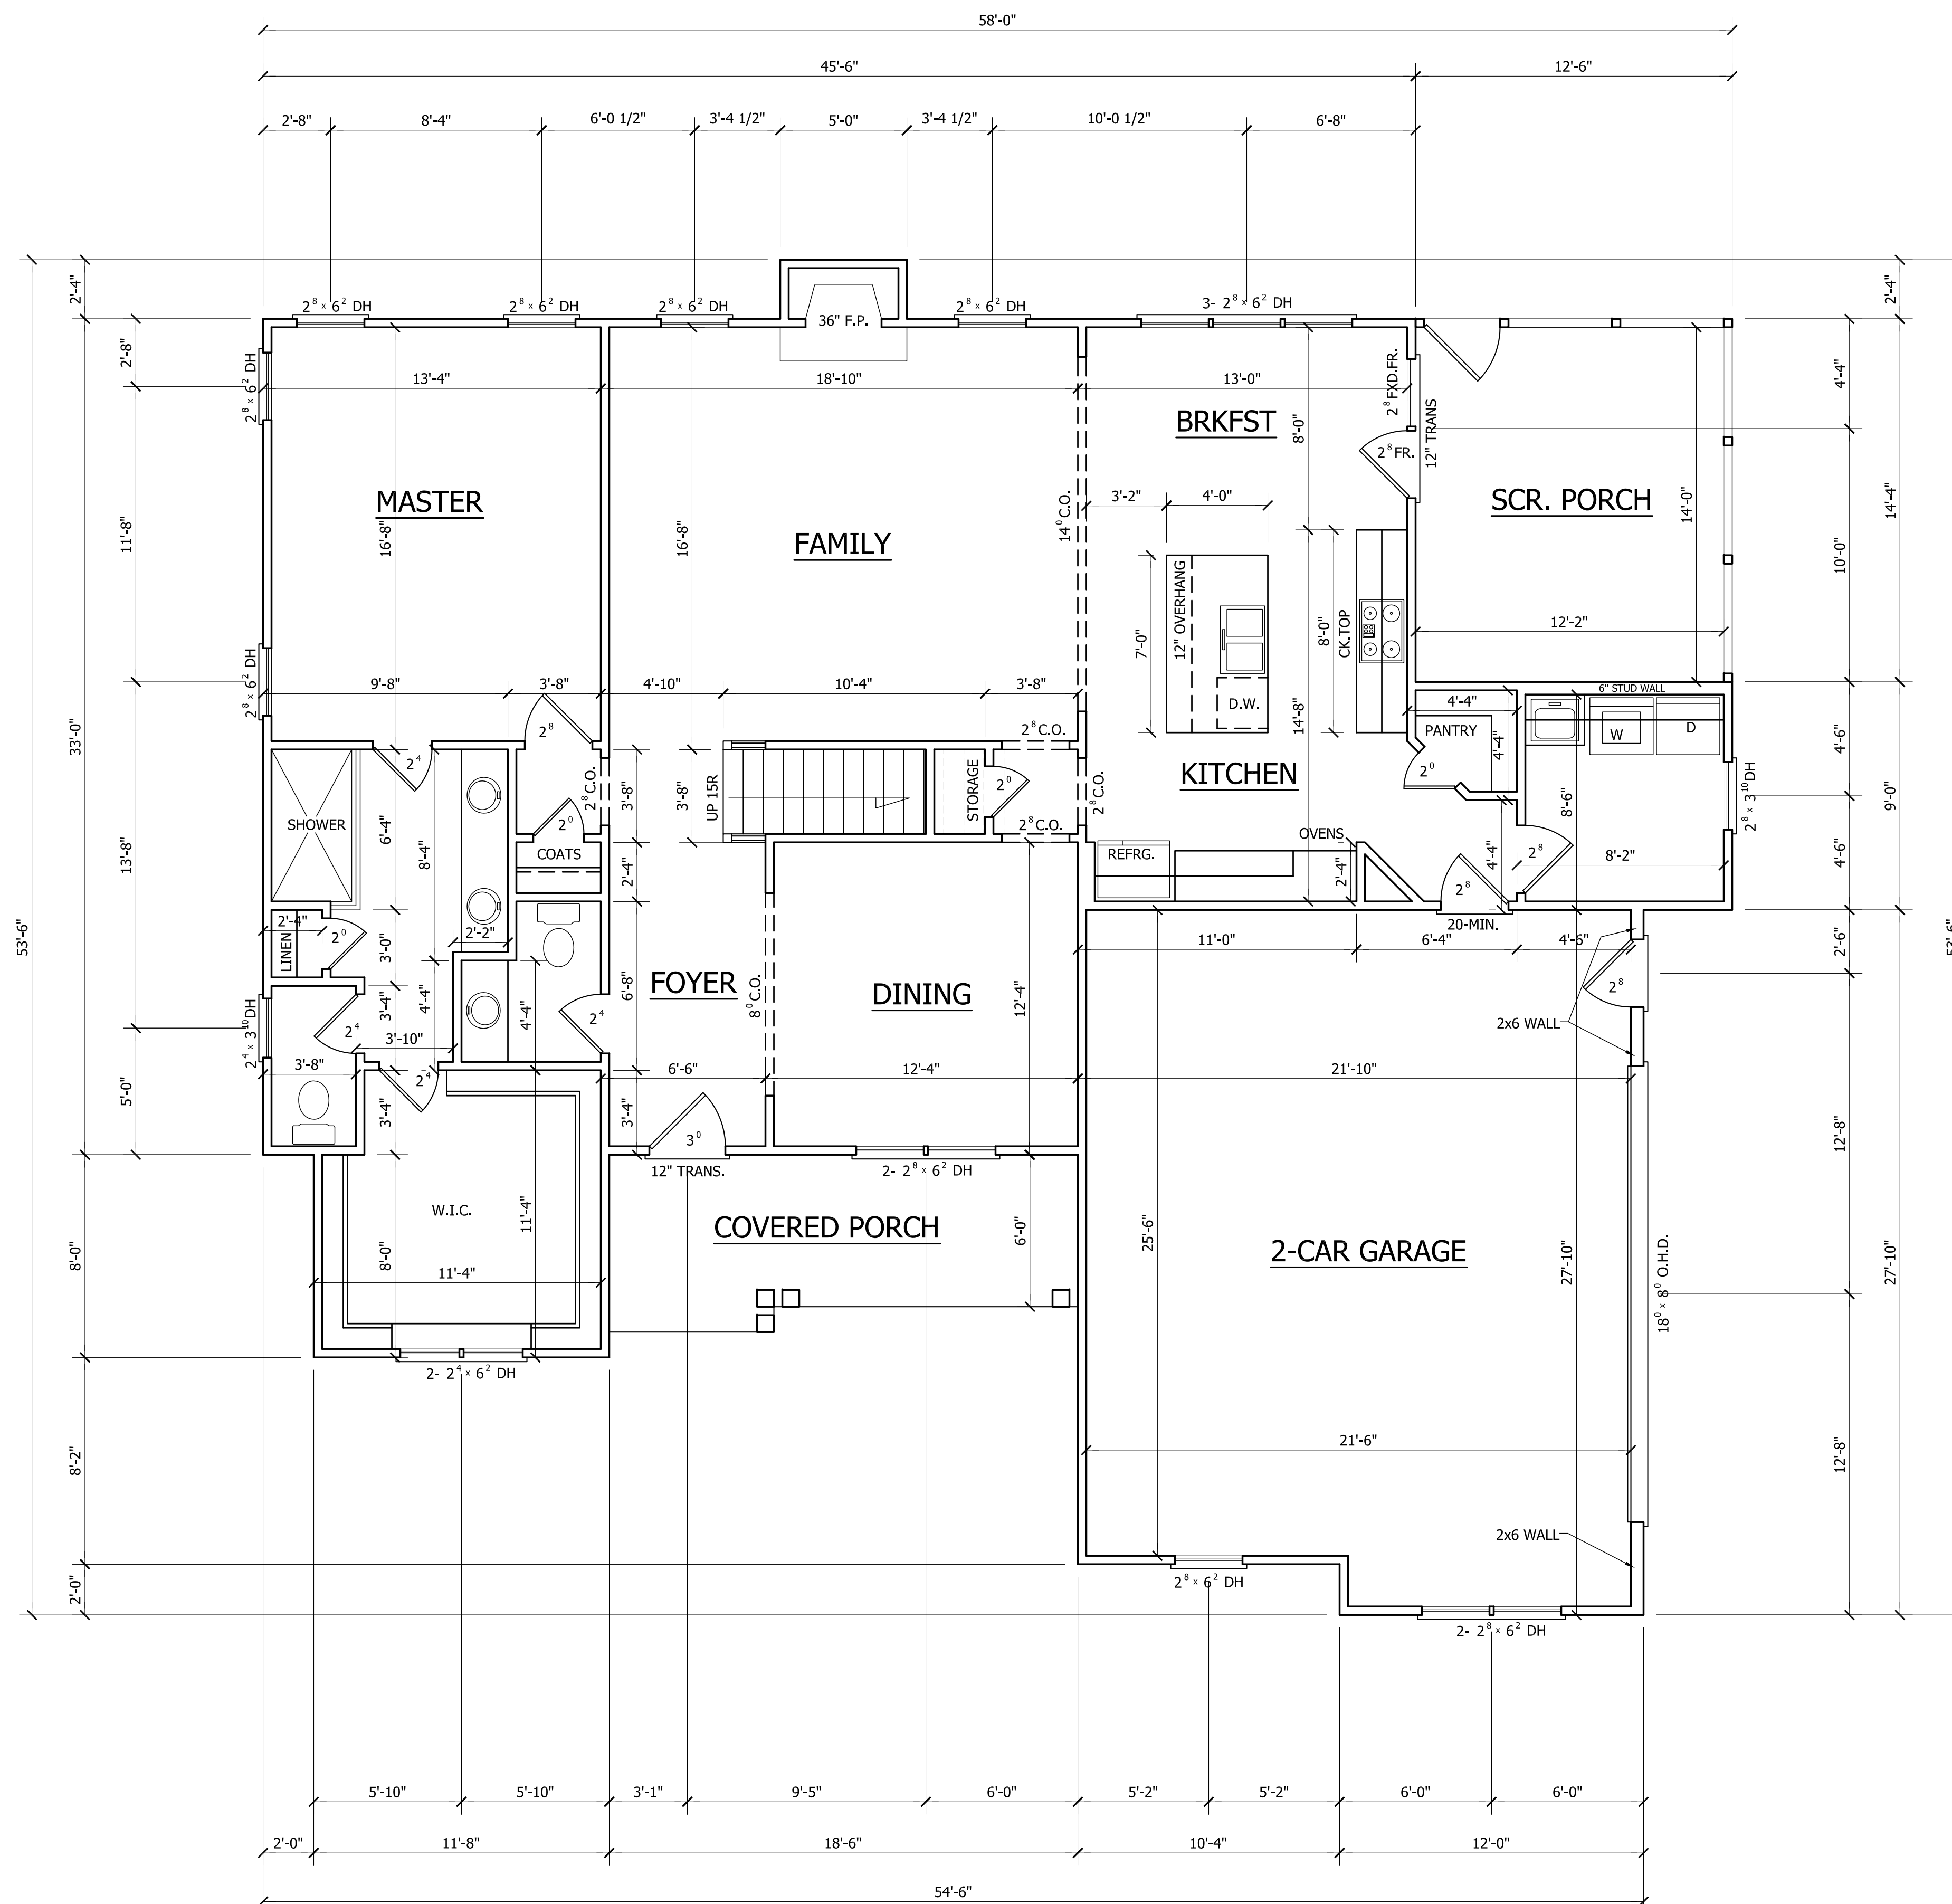 58'-0"
45'-6" 12'-6"
2'-8" 8'-4" 6'-0 1/2" 3'-4 1/2" 5'-0" 3'-4 1/2" 10'-0 1/2" 6'-8"
2'-4" 2'-4"
2⁸ x 6² DH 2⁸ x 6² DH 2⁸ x 6² DH 36" F.P. 2⁸ x 6² DH 3- 2⁸ x 6² DH
2'-8" 2⁸ x 6² DH 13'-4" 18'-10" 13'-0" 2⁸ FXD.FR. 4'-4"
BRKFST 8'-0" 12" TRANS
2⁸ FR.
MASTER 3'-2" 4'-0" SCR. PORCH 14'-0" 14'-4"
11'-8" 16'-8" 16'-8" FAMILY 14⁰ C.O. 10'-0"
12" OVERHANG
7'-0" 8'-0" CK.TOP 12'-2"
2⁸ x 6² DH 9'-8" 3'-8" 4'-10" 10'-4" 3'-8" 6" STUD WALL
D.W. 4'-4"
33'-0" 2⁸ 2⁸ C.O. 14'-8" PANTRY W D
2⁴ 4'-4" 4'-6"
KITCHEN 2⁰
2⁸ C.O. 3'-8" 3'-8" UP 15R STORAGE 2⁰ 2⁸ C.O. 8'-6" 2⁸ x 3¹⁰ DH 9'-0"
SHOWER 6'-4" 2⁰ 2⁸ C.O. OVENS
13'-8" 8'-4" COATS REFRG. 4'-4" 2⁸ 8'-2" 4'-6"
2'-4" 2'-4" 2⁸
2'-4" 20-MIN.
LINEN 2⁰ 3'-0" 2'-2" 11'-0" 6'-4" 4'-6" 2'-6"
53'-6" 53'-6"
FOYER 6'-8" 8⁰ C.O. DINING 12'-4" 2⁸
2⁴ x 3¹⁰ DH 2⁴ 3'-4" 4'-4" 4'-4" 2⁴ 2x6 WALL
3'-10"
3'-8" 2⁴ 6'-6" 12'-4" 21'-10"
5'-0" 3'-4" 3'-4" 3⁰ 12'-8"
12" TRANS. 2- 2⁸ x 6² DH
W.I.C. 11'-4" COVERED PORCH 6'-0" 25'-6" 2-CAR GARAGE
8'-0" 8'-0" 27'-10" 18⁰ x 8⁰ O.H.D. 27'-10"
11'-4"
2- 2⁴ x 6² DH
8'-2" 21'-6" 12'-8"
2x6 WALL
2'-0" 2⁸ x 6² DH
2- 2⁸ x 6² DH
5'-10" 5'-10" 3'-1" 9'-5" 6'-0" 5'-2" 5'-2" 6'-0" 6'-0"
2'-0" 11'-8" 18'-6" 10'-4" 12'-0"
54'-6"